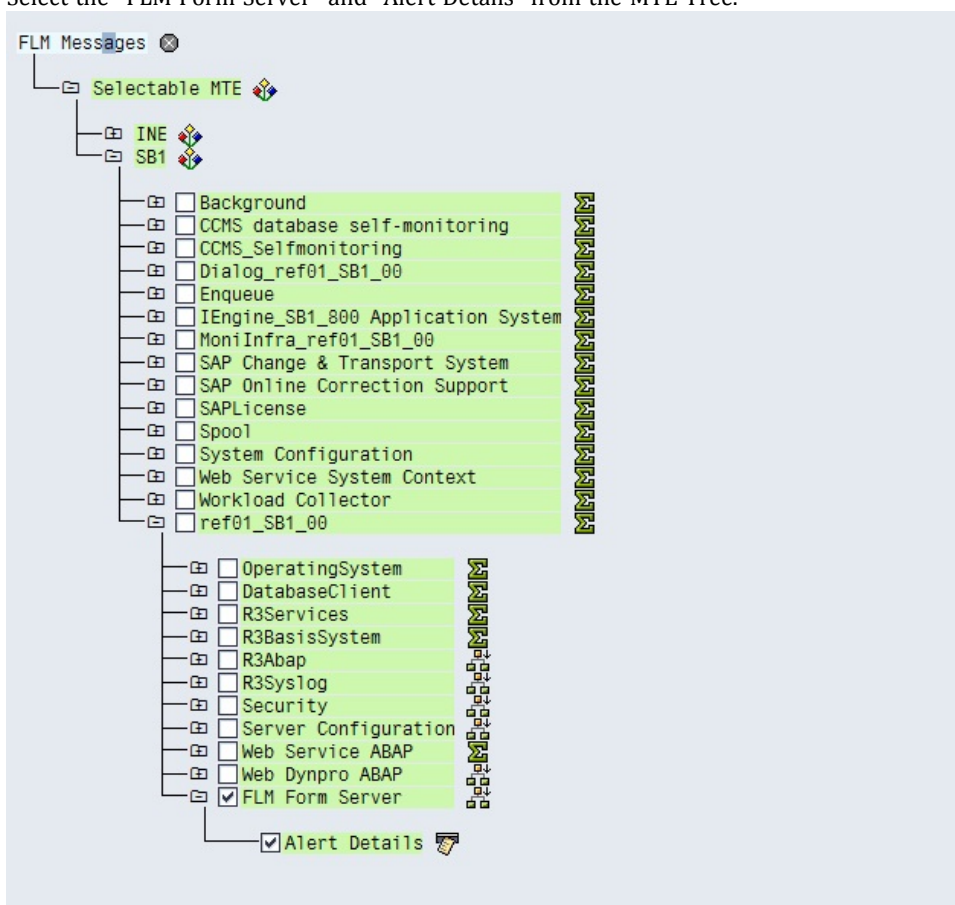 Select the "FLM Form Server" and "Alert Details" from the MTE Tree.
FLM Messages
Selectable MTE
INE
SB1
Background
CCMS database self-monitoring
CCMS_Selfmonitoring
Dialog_ref01_SB1_00
Enqueue
IEngine_SB1_800 Application System
MoniInfra_ref01_SB1_00
SAP Change & Transport System
SAP Online Correction Support
SAPLicense
Spool
System Configuration
Web Service System Context
Workload Collector
ref01_SB1_00
OperatingSystem
DatabaseClient
R3Services
R3BasisSystem
R3Abap
R3Syslog
Security
Server Configuration
Web Service ABAP
Web Dynpro ABAP
FLM Form Server
Alert Details